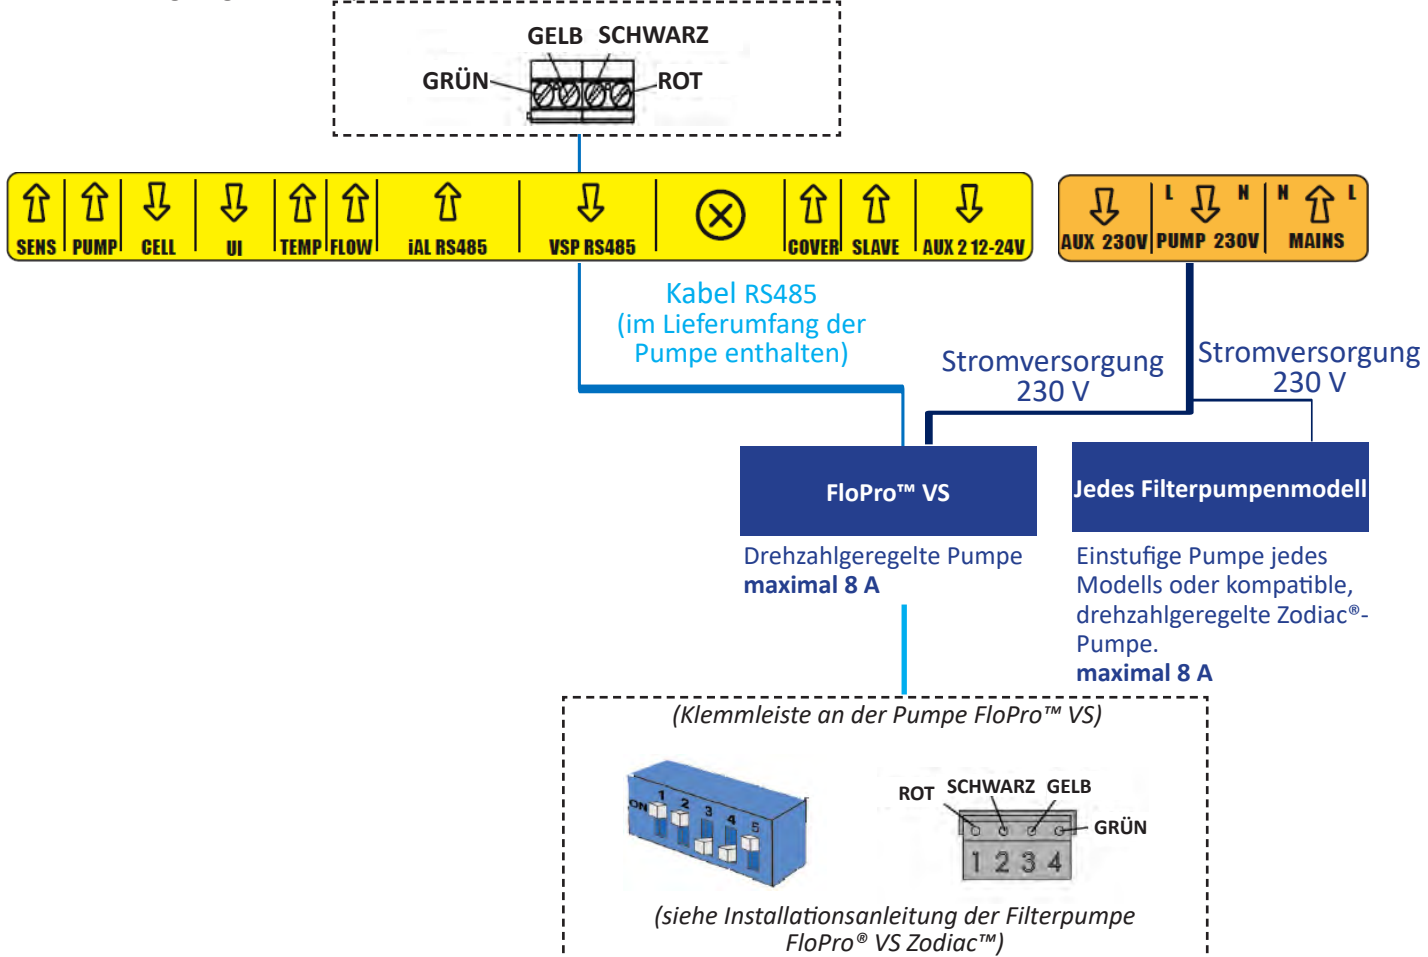 GELB SCHWARZ
GRÜN
ROT
SENS PUMP CELL UI TEMP FLOW iAL RS485 VSP RS485 COVER SLAVE AUX 2 12-24V
L N N L
AUX 230V PUMP 230V MAINS
Kabel RS485
(im Lieferumfang der
Pumpe enthalten)
Stromversorgung
230 V
Stromversorgung
230 V
FloPro™ VS
Jedes Filterpumpenmodell
Drehzahlgeregelte Pumpe
maximal 8 A
Einstufige Pumpe jedes
Modells oder kompatible,
drehzahlgeregelte Zodiac®-
Pumpe.
maximal 8 A
(Klemmleiste an der Pumpe FloPro™ VS)
ON 1 2 3 4 5
ROT SCHWARZ GELB
GRÜN
1 2 3 4
(siehe Installationsanleitung der Filterpumpe
FloPro® VS Zodiac™)